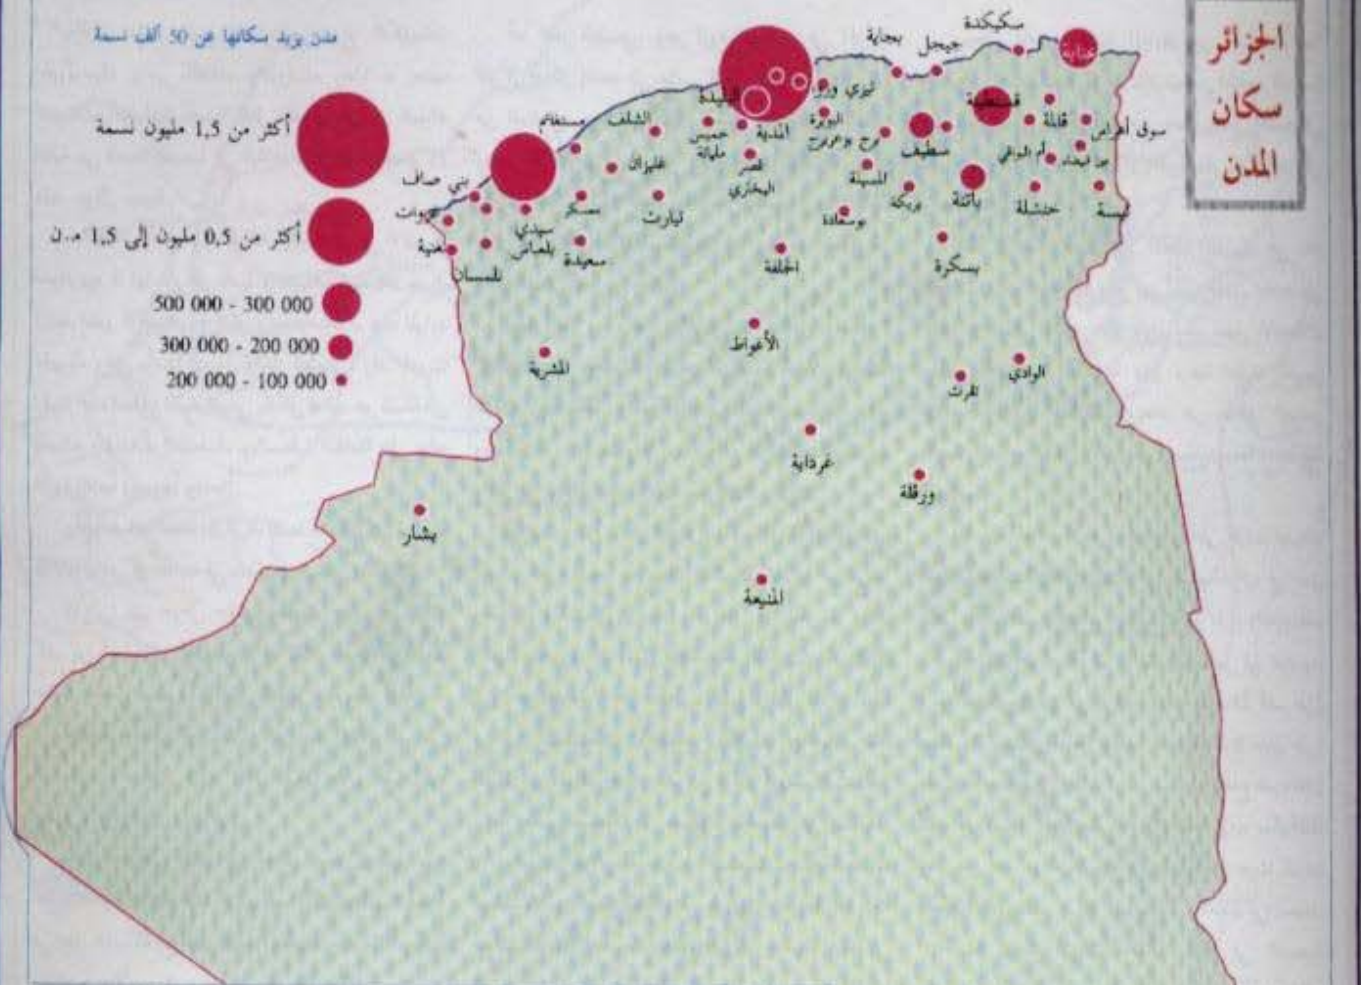 الجزائر
سكان
المدن
مدن يزيد سكانها عن 50 ألف نسمة
أكثر من 1,5 مليون نسمة
أكثر من 0,5 مليون إلى 1,5 م.ن
500 000 - 300 000
300 000 - 200 000
200 000 - 100 000
سكيكدة
جيجل
بجاية
عنابة
تيزي وزو
البليدة
قسنطينة
قالمة
سوق أهراس
أم البواقي
سطيف
برج بوعريريج
البويرة
المدية
خميس
مليانة
الشلف
مستغانم
غليزان
قصر
البخاري
المسيلة
بريكة
باتنة
خنشلة
تبسة
بوسعادة
تيارت
معسكر
بني صاف
سيدي
بلعباس
سعيدة
مغنية
تلمسان
الجلفة
بسكرة
الأغواط
المشرية
الوادي
تقرت
غرداية
ورقلة
بشار
المنيعة